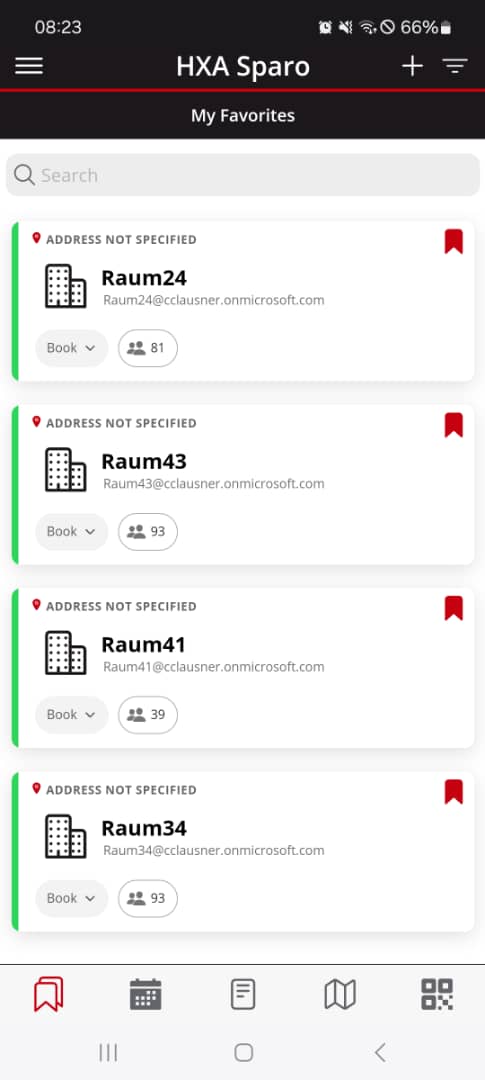 08:23
66%
HXA Sparo
My Favorites
Search
ADDRESS NOT SPECIFIED
Raum24
Raum24@cclausner.onmicrosoft.com
Book
81
ADDRESS NOT SPECIFIED
Raum43
Raum43@cclausner.onmicrosoft.com
Book
93
ADDRESS NOT SPECIFIED
Raum41
Raum41@cclausner.onmicrosoft.com
Book
39
ADDRESS NOT SPECIFIED
Raum34
Raum34@cclausner.onmicrosoft.com
Book
93